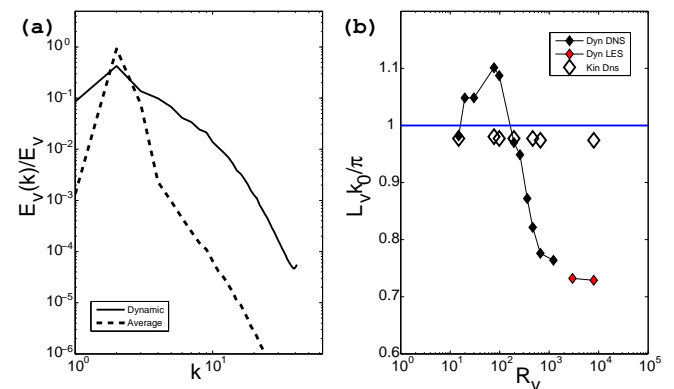 (a)
10^0
10^-1
10^-2
10^-3
10^-4
10^-5
10^-6
E_v(k)/E_v
Dynamic
Average
10^0
10^1
k
(b)
1.1
1
0.9
0.8
0.7
0.6
L_v k_0/π
Dyn DNS
Dyn LES
Kin Dns
10^0
10^1
10^2
10^3
10^4
10^5
R_v